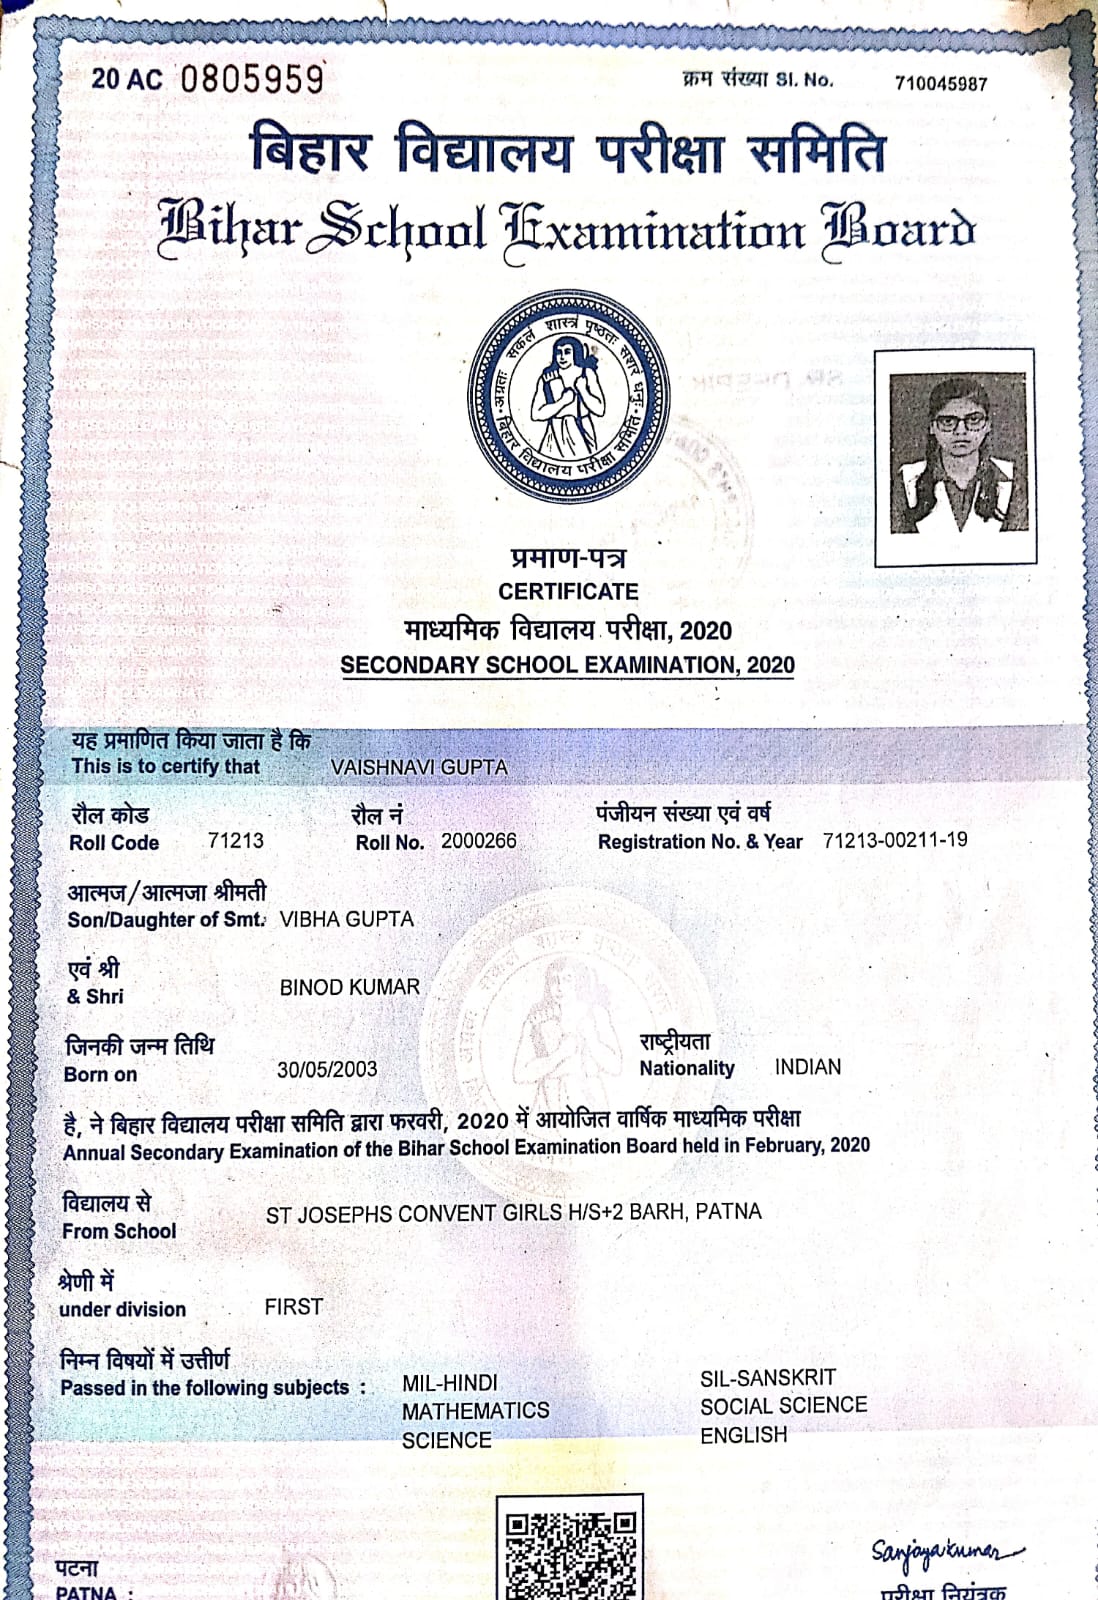 20 AC 0805959
क्रम संख्या Sl. No. 710045987
बिहार विद्यालय परीक्षा समिति
Bihar School Examination Board
अग्रतः सकलं शास्त्रं पृष्ठतः सशरं धनुः
बिहार विद्यालय परीक्षा समिति
प्रमाण-पत्र
CERTIFICATE
माध्यमिक विद्यालय परीक्षा, 2020
SECONDARY SCHOOL EXAMINATION, 2020
यह प्रमाणित किया जाता है कि
This is to certify that VAISHNAVI GUPTA
रौल कोड रौल नं पंजीयन संख्या एवं वर्ष
Roll Code 71213 Roll No. 2000266 Registration No. & Year 71213-00211-19
आत्मज/आत्मजा श्रीमती
Son/Daughter of Smt. VIBHA GUPTA
एवं श्री
& Shri BINOD KUMAR
जिनकी जन्म तिथि राष्ट्रीयता
Born on 30/05/2003 Nationality INDIAN
है, ने बिहार विद्यालय परीक्षा समिति द्वारा फरवरी, 2020 में आयोजित वार्षिक माध्यमिक परीक्षा
Annual Secondary Examination of the Bihar School Examination Board held in February, 2020
विद्यालय से
From School ST JOSEPHS CONVENT GIRLS H/S+2 BARH, PATNA
श्रेणी में
under division FIRST
निम्न विषयों में उत्तीर्ण
Passed in the following subjects : MIL-HINDI SIL-SANSKRIT
MATHEMATICS SOCIAL SCIENCE
SCIENCE ENGLISH
पटना
PATNA :
Sanjaya kumar
परीक्षा नियंत्रक